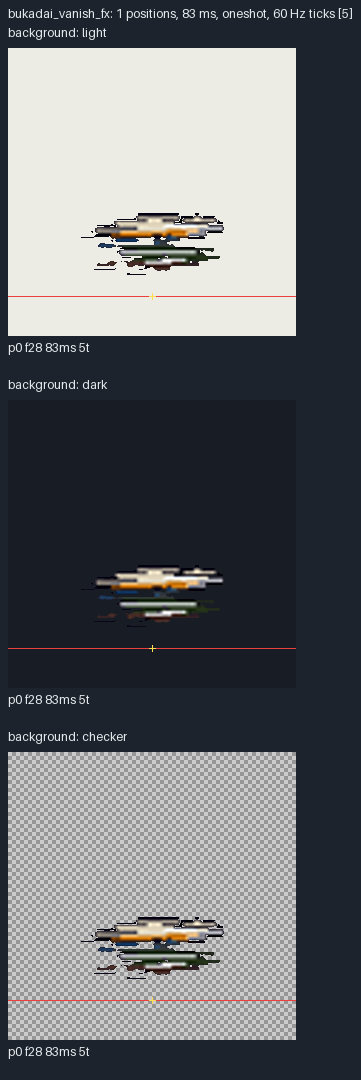 bukadai_vanish_fx: 1 positions, 83 ms, oneshot, 60 Hz ticks [5]
background: light
p0 f28 83ms 5t
background: dark
p0 f28 83ms 5t
background: checker
p0 f28 83ms 5t